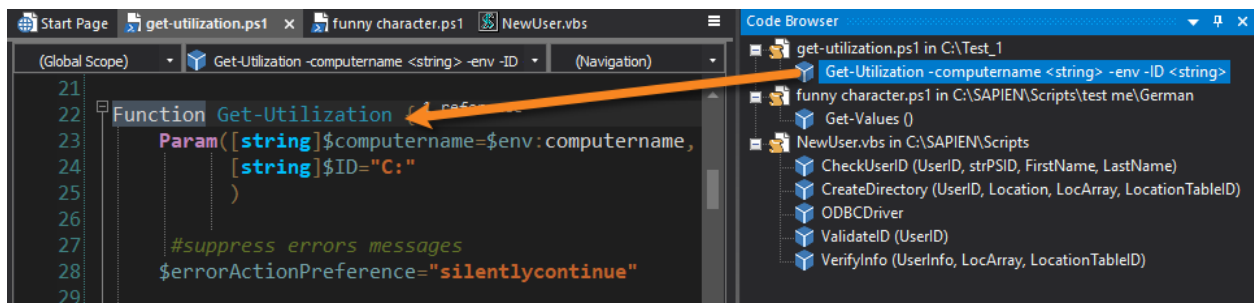 Start Page get-utilization.ps1 x funny character.ps1 NewUser.vbs
(Global Scope) Get-Utilization -computername <string> -env -ID (Navigation)
21
22 Function Get-Utilization { 1 reference
23 Param([string]$computername=$env:computername,
24 [string]$ID="C:"
25 )
26
27 #suppress errors messages
28 $errorActionPreference="silentlycontinue"
29
Code Browser
get-utilization.ps1 in C:\Test_1
Get-Utilization -computername <string> -env -ID <string>
funny character.ps1 in C:\SAPIEN\Scripts\test me\German
Get-Values ()
NewUser.vbs in C:\SAPIEN\Scripts
CheckUserID (UserID, strPSID, FirstName, LastName)
CreateDirectory (UserID, Location, LocArray, LocationTableID)
ODBCDriver
ValidateID (UserID)
VerifyInfo (UserInfo, LocArray, LocationTableID)